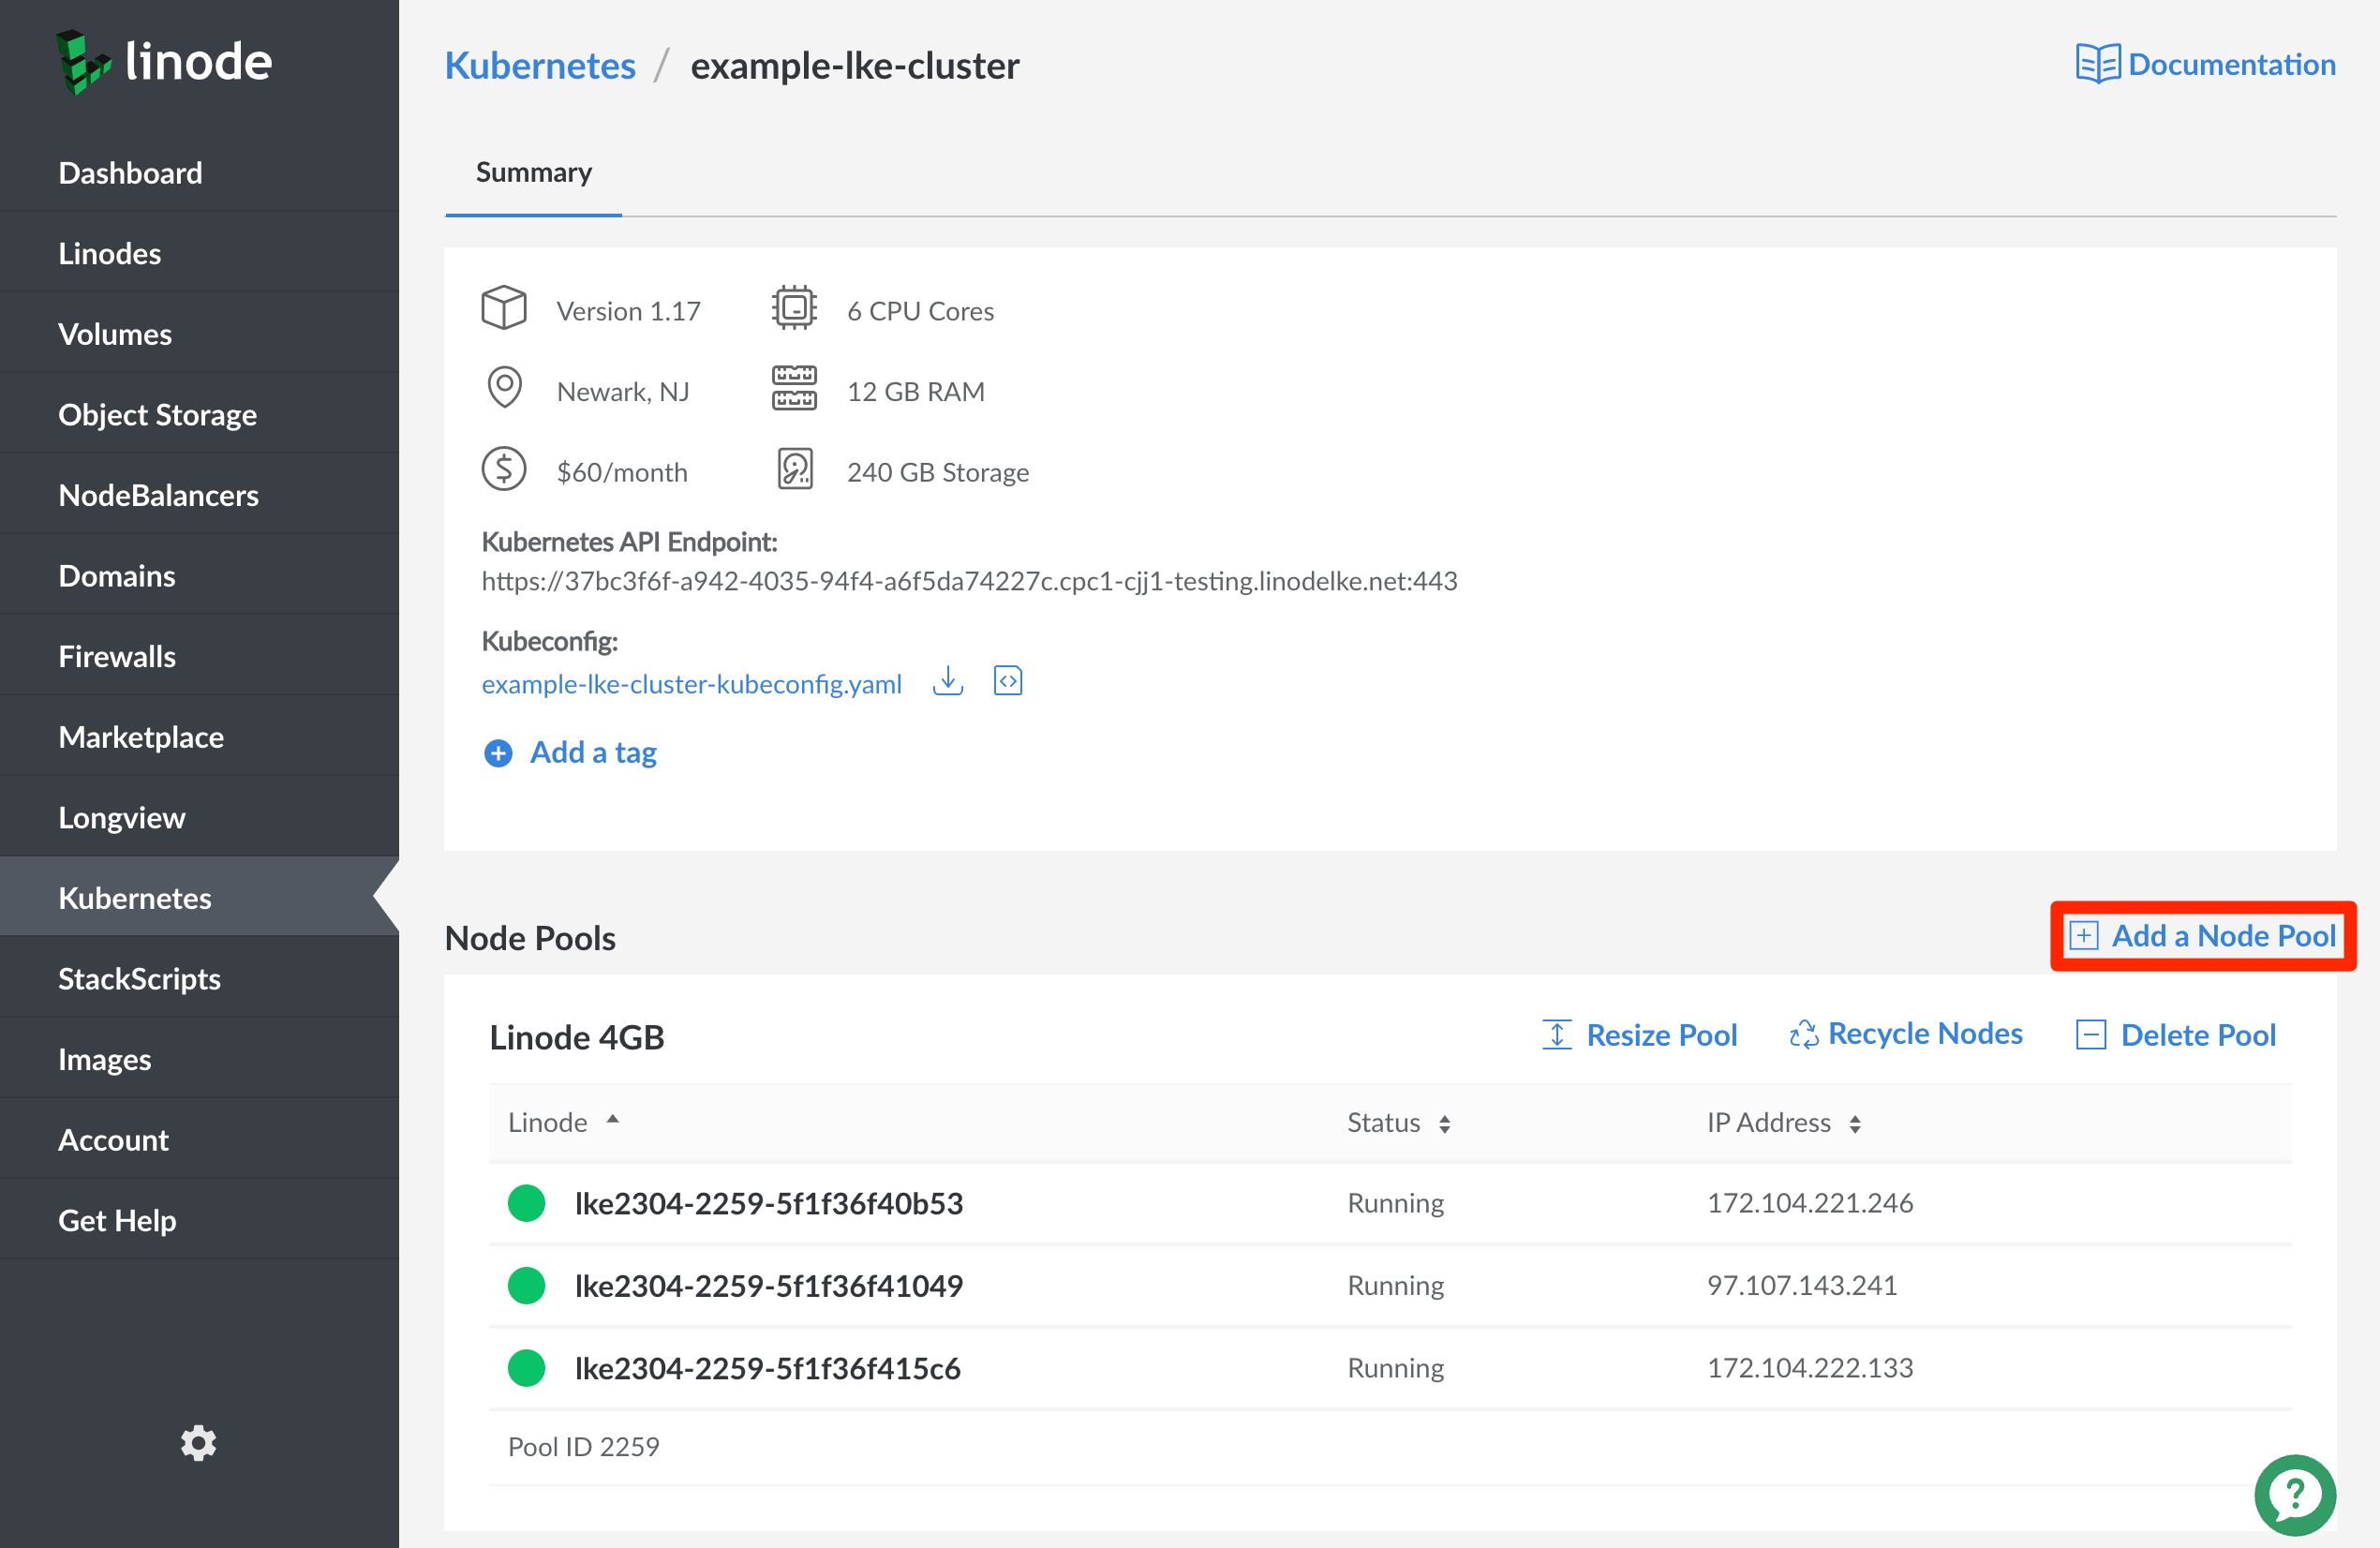 linode
Dashboard
Linodes
Volumes
Object Storage
NodeBalancers
Domains
Firewalls
Marketplace
Longview
Kubernetes
StackScripts
Images
Account
Get Help
Kubernetes / example-lke-cluster
Documentation
Summary
Version 1.17
6 CPU Cores
Newark, NJ
12 GB RAM
$60/month
240 GB Storage
Kubernetes API Endpoint:
https://37bc3f6f-a942-4035-94f4-a6f5da74227c.cpc1-cjj1-testing.linodelke.net:443
Kubeconfig:
example-lke-cluster-kubeconfig.yaml
Add a tag
Node Pools
Add a Node Pool
Linode 4GB
Resize Pool
Recycle Nodes
Delete Pool
Linode Status IP Address
lke2304-2259-5f1f36f40b53 Running 172.104.221.246
lke2304-2259-5f1f36f41049 Running 97.107.143.241
lke2304-2259-5f1f36f415c6 Running 172.104.222.133
Pool ID 2259